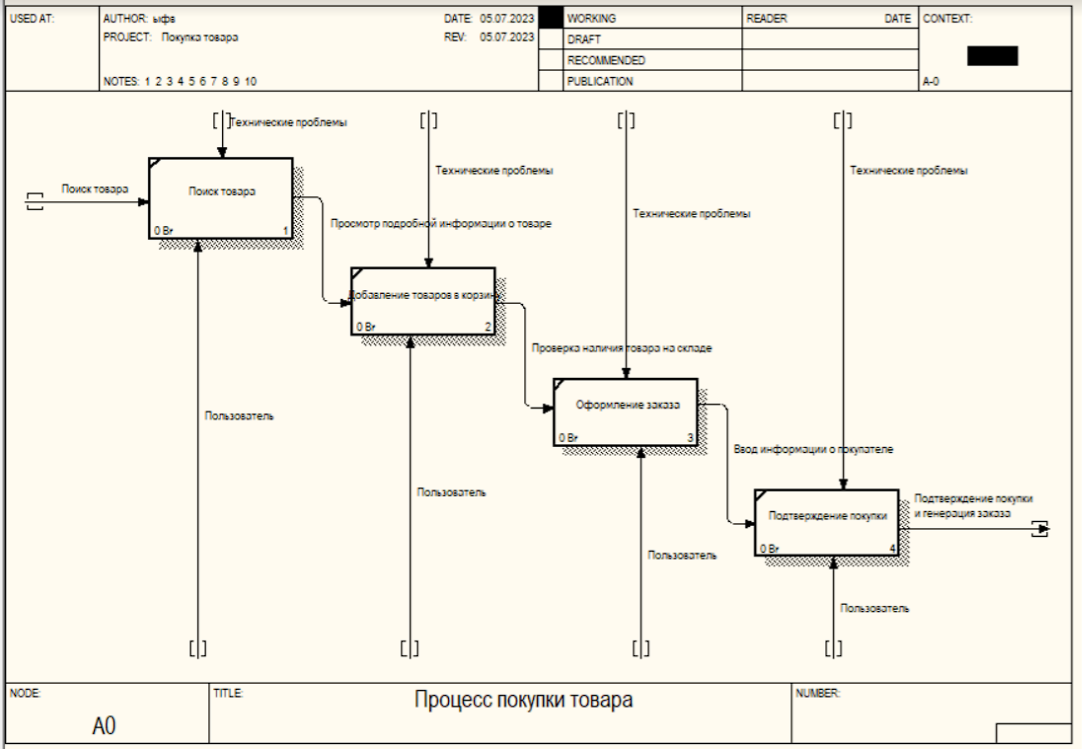 USED AT:
AUTHOR: ыфв
DATE: 05.07.2023
WORKING
READER
DATE
CONTEXT:
PROJECT: Покупка товара
REV: 05.07.2023
DRAFT
RECOMMENDED
NOTES: 1 2 3 4 5 6 7 8 9 10
PUBLICATION
A-0
Технические проблемы
Технические проблемы
Технические проблемы
Поиск товара
Поиск товара
Технические проблемы
Просмотр подробной информации о товаре
0 Br
1
Добавление товаров в корзин
0 Br
2
Проверка наличия товара на складе
Оформление заказа
Пользователь
0 Br
3
Ввод информации о покупателе
Пользователь
Подтверждение покупки
и генерация заказа
Подтверждение покупки
0 Br
4
Пользователь
Пользователь
NODE:
TITLE:
Процесс покупки товара
NUMBER:
A0